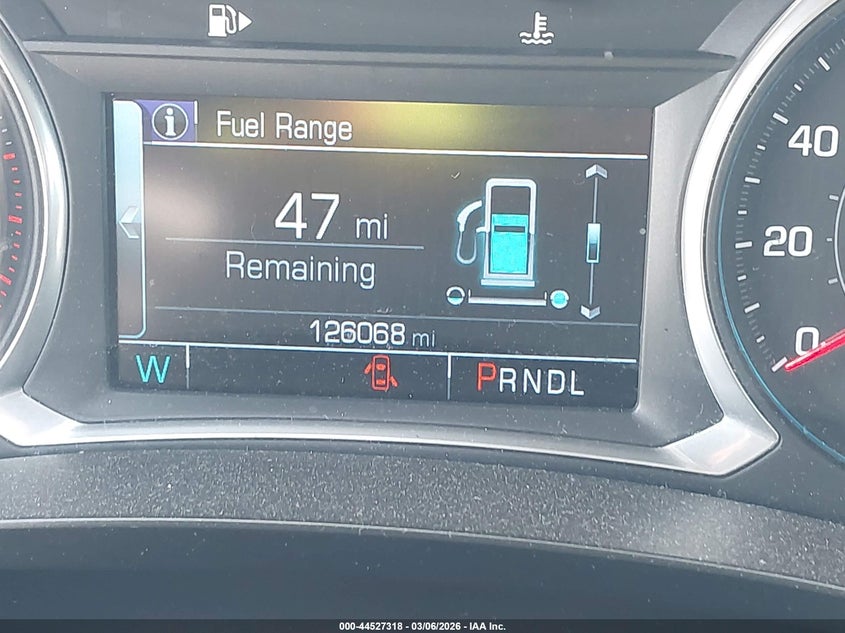 Fuel Range
47 mi
Remaining
126068 mi
W
PRNDL
40
20
0
000-44527318 - 03/06/2026 - IAA Inc.